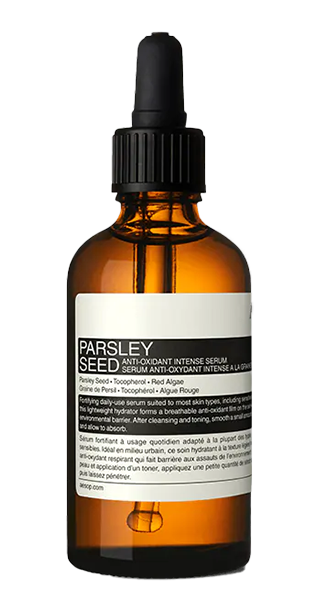 PARSLEY
SEED ANTI-OXIDANT INTENSE SERUM
SERUM ANTI-OXYDANT INTENSE A LA
Parsley Seed • Tocopherol • Red Algae
Graine de Persil • Tocophérol • Algue Rouge
Fortifying daily-use serum suited to most skin types, including
this lightweight hydrator forms a breathable anti-oxidant film on the
environmental barrier. After cleansing and toning, smooth a small
and allow to absorb.
Sérum fortifiant à usage quotidien adapté à la plupart des
sensibles. Idéal en milieu urbain, ce soin hydratant à la texture
anti-oxydant respirant qui fait barrière aux assauts de
peau et application d'un toner, appliquez une petite quantité de
puis laissez pénétrer.
aesop.com